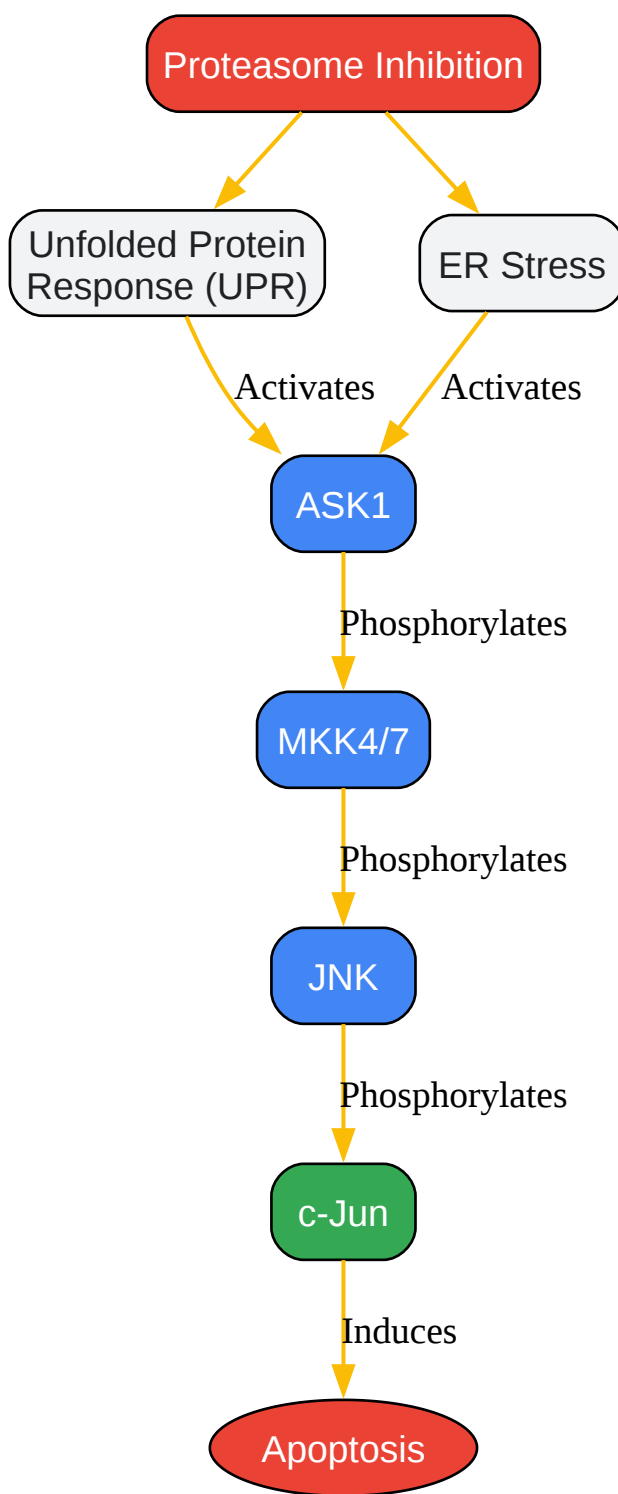 Proteasome Inhibition
Unfolded Protein
Response (UPR)
ER Stress
Activates
Activates
ASK1
Phosphorylates
MKK4/7
Phosphorylates
JNK
Phosphorylates
c-Jun
Induces
Apoptosis